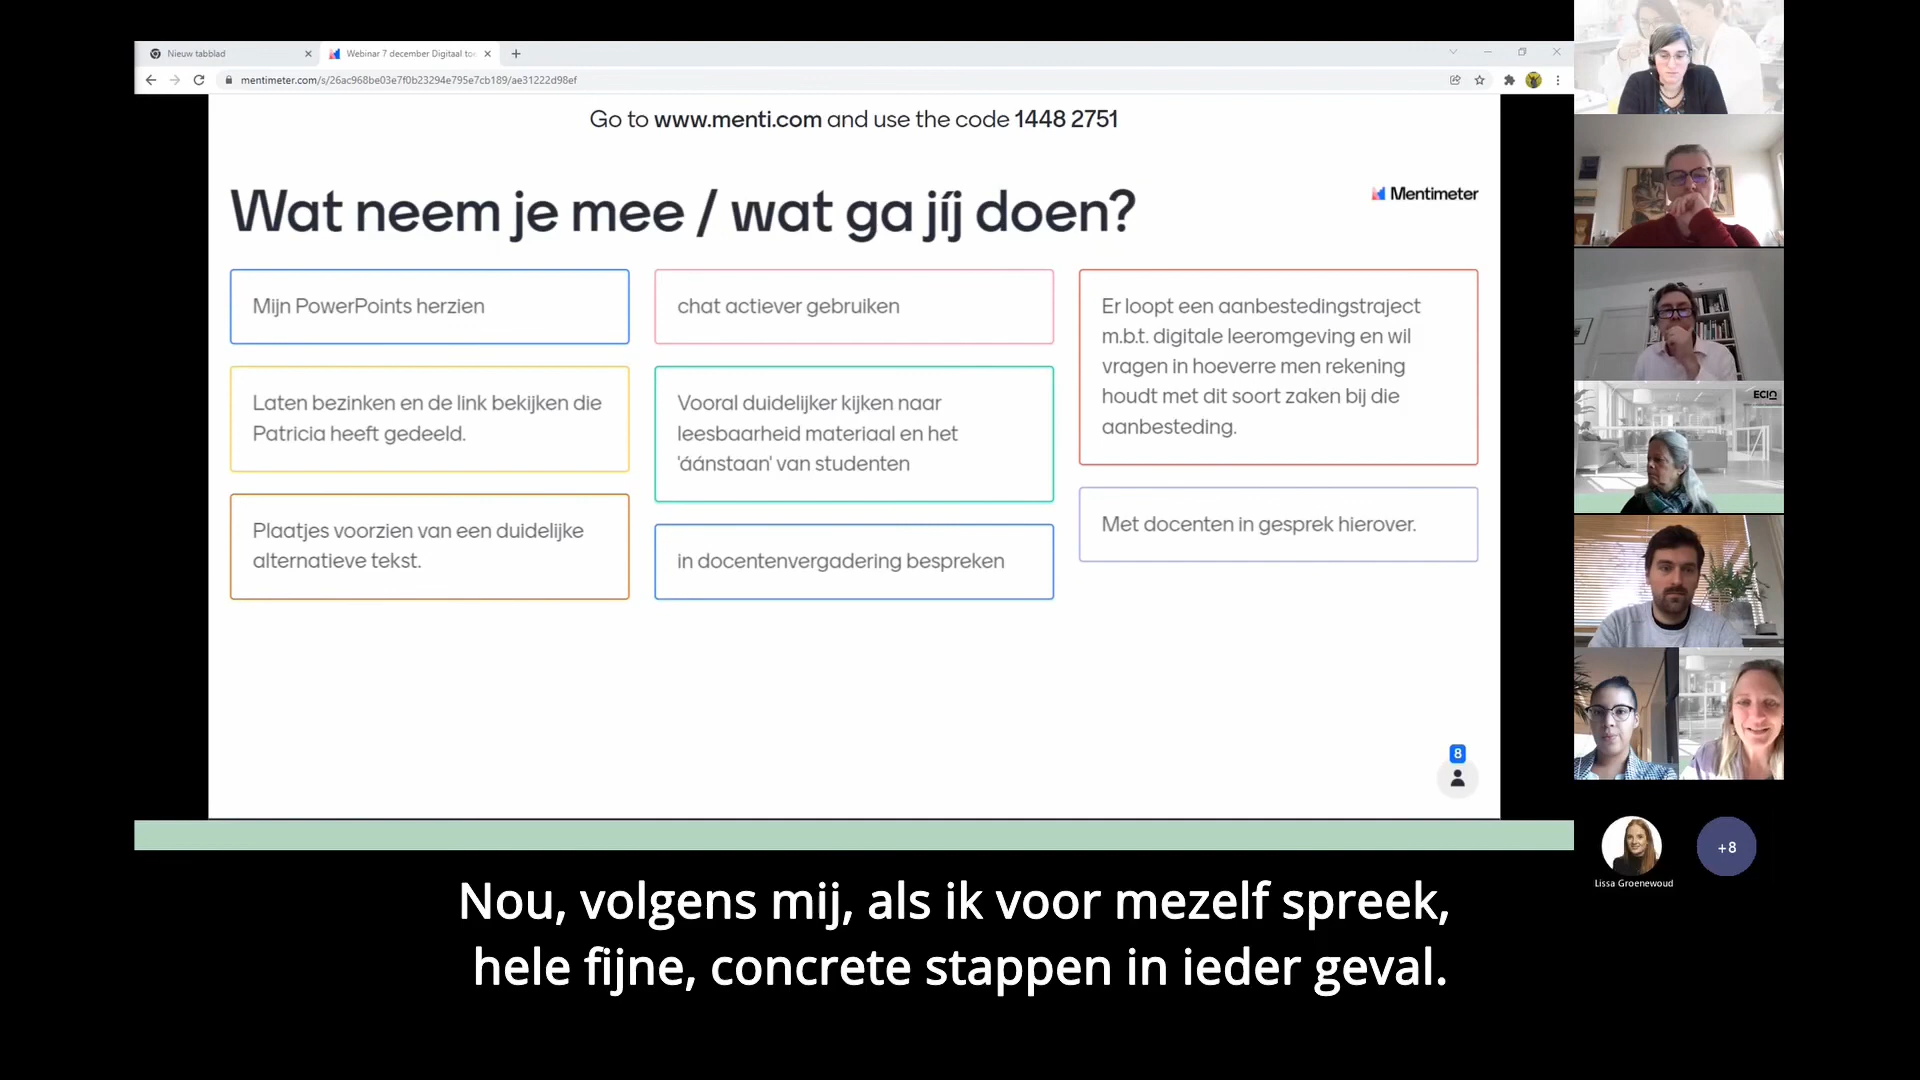 Nieuw tabblad
Webinar 7 december Digitaal toe
mentimeter.com/s/26ac968be03e7f0b23294e795e7cb189/ae31222d98ef
Go to www.menti.com and use the code 1448 2751
Wat neem je mee / wat ga jíj doen?
Mentimeter
Mijn PowerPoints herzien
Laten bezinken en de link bekijken die
Patricia heeft gedeeld.
Plaatjes voorzien van een duidelijke
alternatieve tekst.
chat actiever gebruiken
Vooral duidelijker kijken naar
leesbaarheid materiaal en het
'áánstaan' van studenten
in docentenvergadering bespreken
Er loopt een aanbestedingstraject
m.b.t. digitale leeromgeving en wil
vragen in hoeverre men rekening
houdt met dit soort zaken bij die
aanbesteding.
Met docenten in gesprek hierover.
8
ECIO
+8
Lissa Groenewoud
Nou, volgens mij, als ik voor mezelf spreek,
hele fijne, concrete stappen in ieder geval.